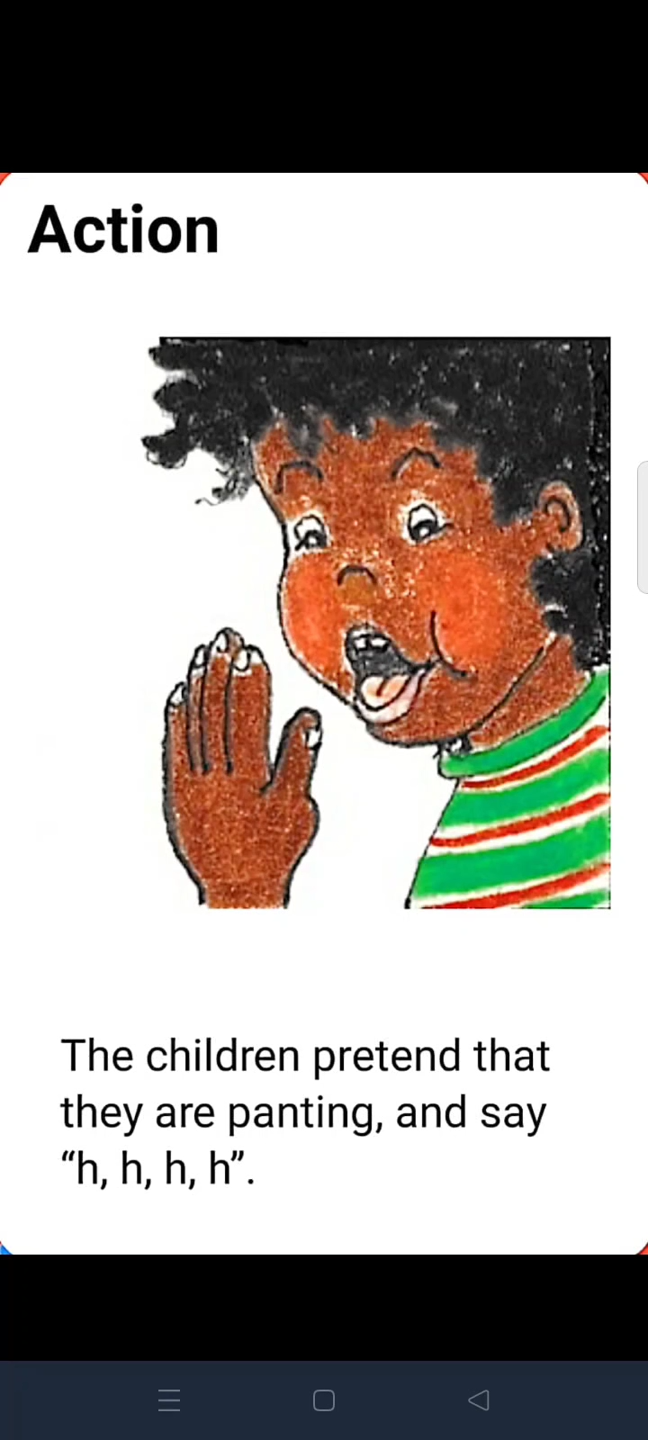 Action
The children pretend that
they are panting, and say
“h, h, h, h”.